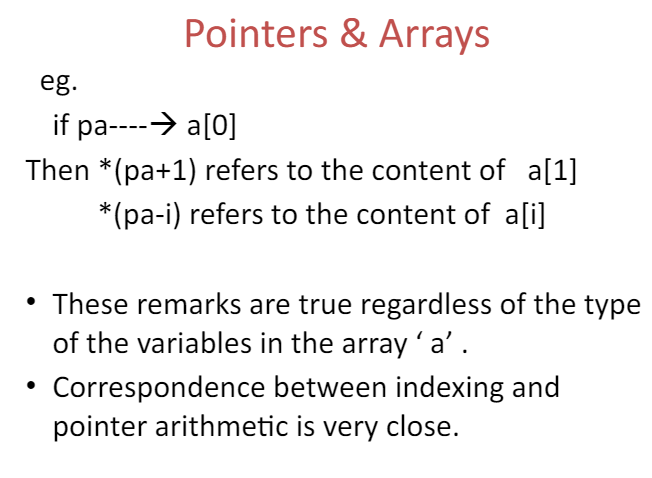 Pointers & Arrays
eg.
if pa----→ a[0]
Then *(pa+1) refers to the content of a[1]
*(pa-i) refers to the content of a[i]
• These remarks are true regardless of the type
of the variables in the array ‘ a’ .
• Correspondence between indexing and
pointer arithmetic is very close.